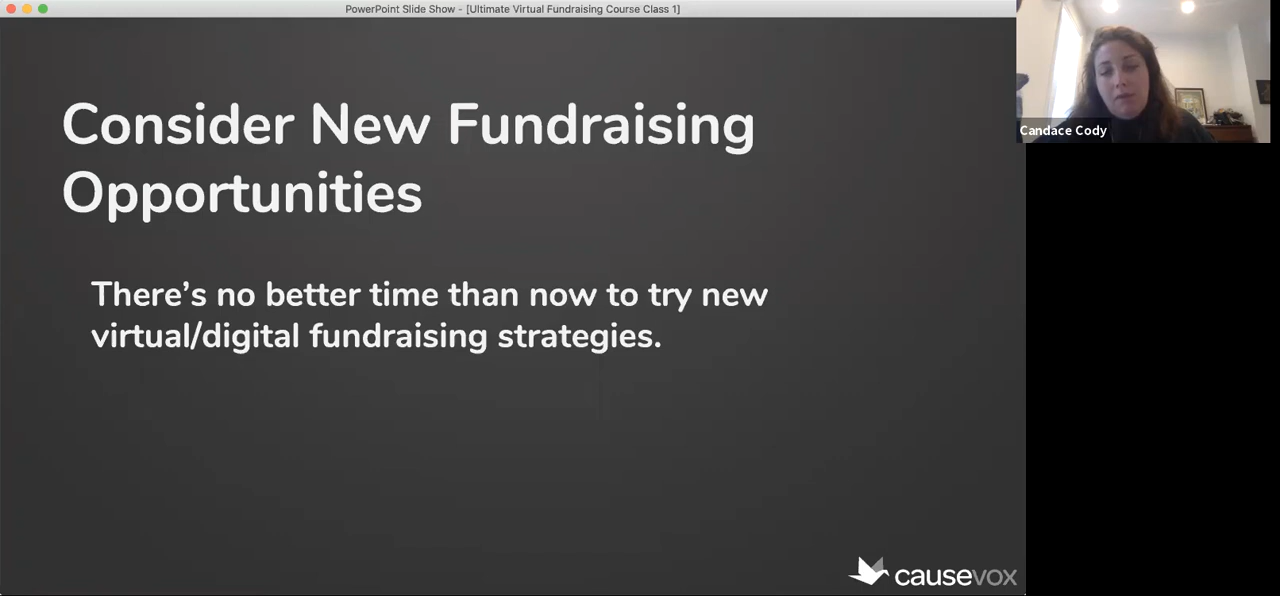 PowerPoint Slide Show - [Ultimate Virtual Fundraising Course Class 1]
Consider New Fundraising
Opportunities
There’s no better time than now to try new
virtual/digital fundraising strategies.
Candace Cody
causevox